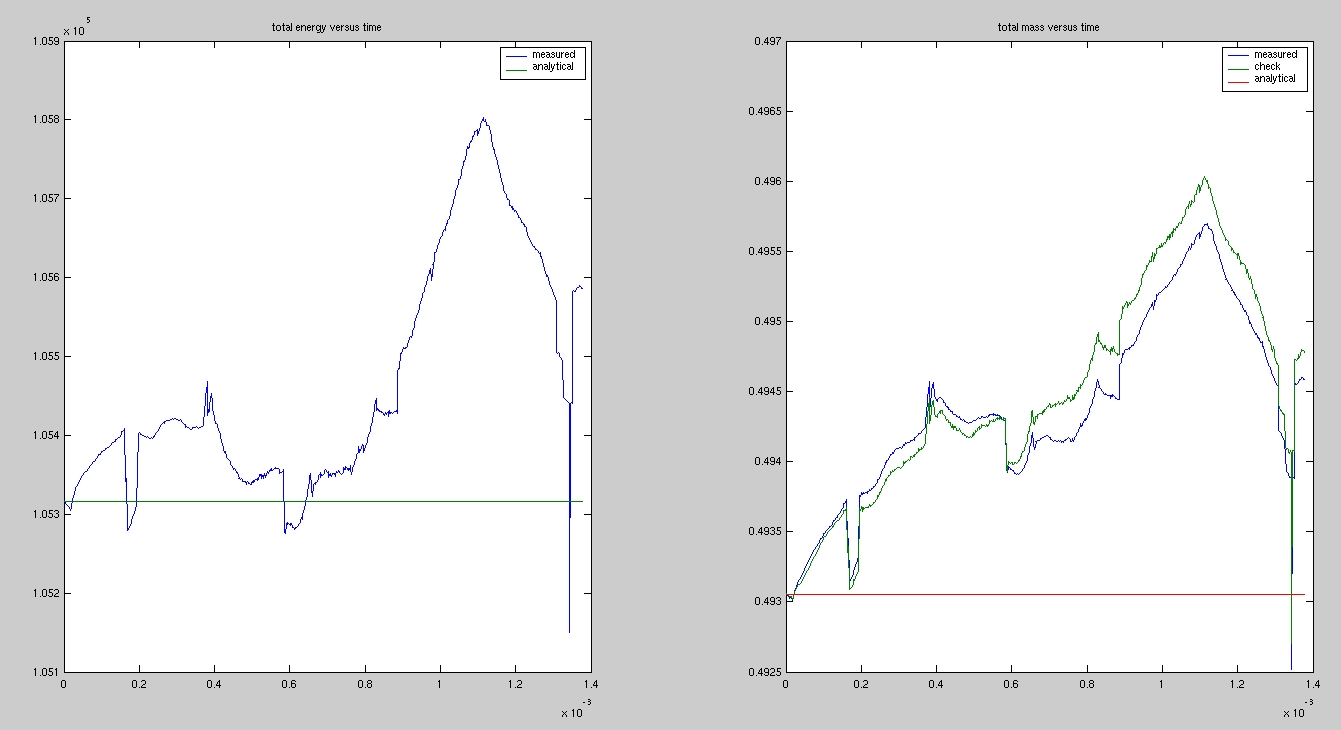 total energy versus time
x 10 5
1.059
1.058
1.057
1.056
1.055
1.054
1.053
1.052
1.051
0 0.2 0.4 0.6 0.8 1 1.2 1.4
x 10 -3
measured
analytical
total mass versus time
0.497
0.4965
0.496
0.4955
0.495
0.4945
0.494
0.4935
0.493
0.4925
0 0.2 0.4 0.6 0.8 1 1.2 1.4
x 10 -3
measured
check
analytical